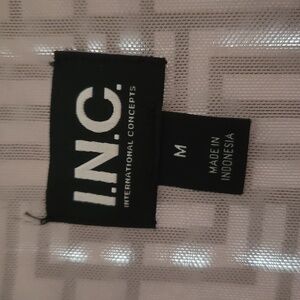 I.N.C.
INTERNATIONAL CONCEPTS
M
MADE IN
INDONESIA